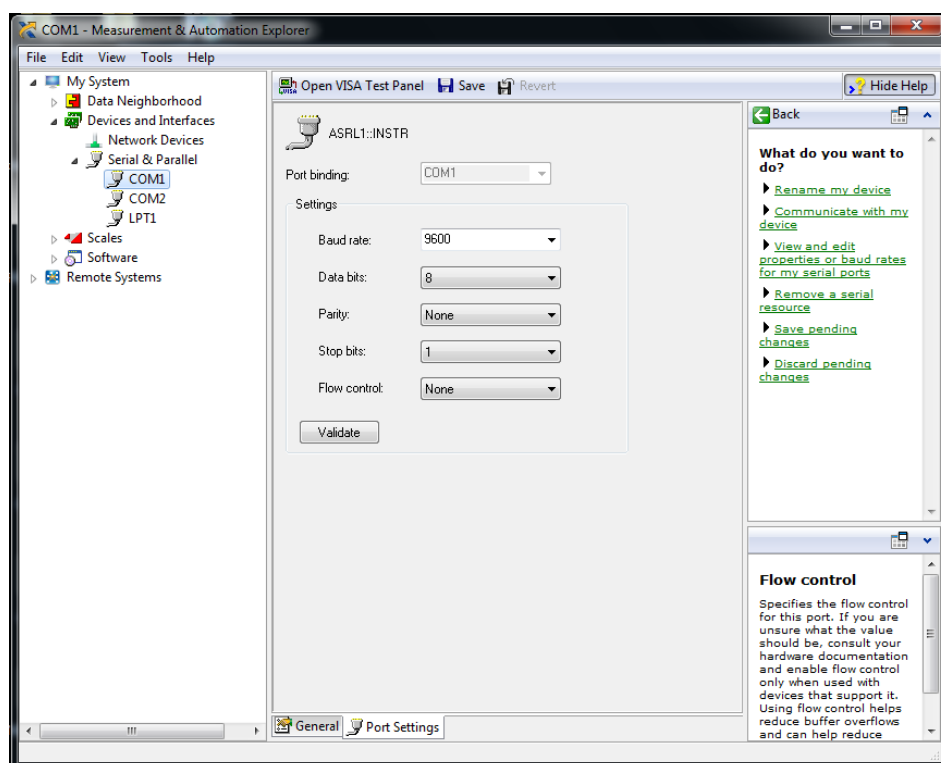 COM1 - Measurement & Automation Explorer
File Edit View Tools Help
My System
Data Neighborhood
Devices and Interfaces
Network Devices
Serial & Parallel
COM1
COM2
LPT1
Scales
Software
Remote Systems
Open VISA Test Panel Save Revert
Hide Help
ASRL1::INSTR
Port binding: COM1
Settings
Baud rate: 9600
Data bits: 8
Parity: None
Stop bits: 1
Flow control: None
Validate
General Port Settings
Back
What do you want to
do?
Rename my device
Communicate with my
device
View and edit
properties or baud rates
for my serial ports
Remove a serial
resource
Save pending
changes
Discard pending
changes
Flow control
Specifies the flow control
for this port. If you are
unsure what the value
should be, consult your
hardware documentation
and enable flow control
only when used with
devices that support it.
Using flow control helps
reduce buffer overflows
and can help reduce